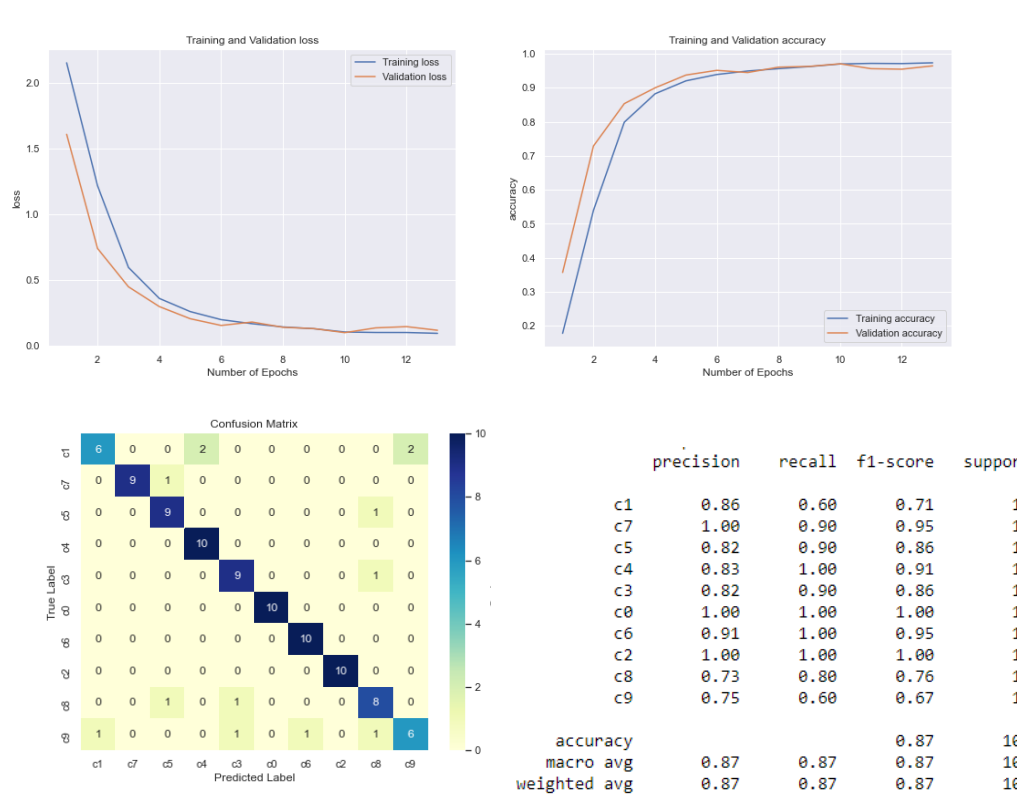 Training and Validation loss
Training loss
Validation loss
2.0
1.5
1.0
0.5
0.0
loss
2 4 6 8 10 12
Number of Epochs
Training and Validation accuracy
1.0
0.9
0.8
0.7
0.6
0.5
0.4
0.3
0.2
accuracy
Training accuracy
Validation accuracy
2 4 6 8 10 12
Number of Epochs
Confusion Matrix
True Label
c1 6 0 0 2 0 0 0 0 0 2
c7 0 9 1 0 0 0 0 0 0 0
c5 0 0 9 0 0 0 0 0 1 0
c4 0 0 0 10 0 0 0 0 0 0
c3 0 0 0 0 9 0 0 0 1 0
c0 0 0 0 0 0 10 0 0 0 0
c6 0 0 0 0 0 0 10 0 0 0
c2 0 0 0 0 0 0 0 10 0 0
c8 0 0 1 0 1 0 0 0 8 0
c9 1 0 0 0 1 0 1 0 1 6
c1 c7 c5 c4 c3 c0 c6 c2 c8 c9
Predicted Label
10
8
6
4
2
0
precision recall f1-score suppor
c1 0.86 0.60 0.71 1
c7 1.00 0.90 0.95 1
c5 0.82 0.90 0.86 1
c4 0.83 1.00 0.91 1
c3 0.82 0.90 0.86 1
c0 1.00 1.00 1.00 1
c6 0.91 1.00 0.95 1
c2 1.00 1.00 1.00 1
c8 0.73 0.80 0.76 1
c9 0.75 0.60 0.67 1
accuracy 0.87 10
macro avg 0.87 0.87 0.87 10
weighted avg 0.87 0.87 0.87 10